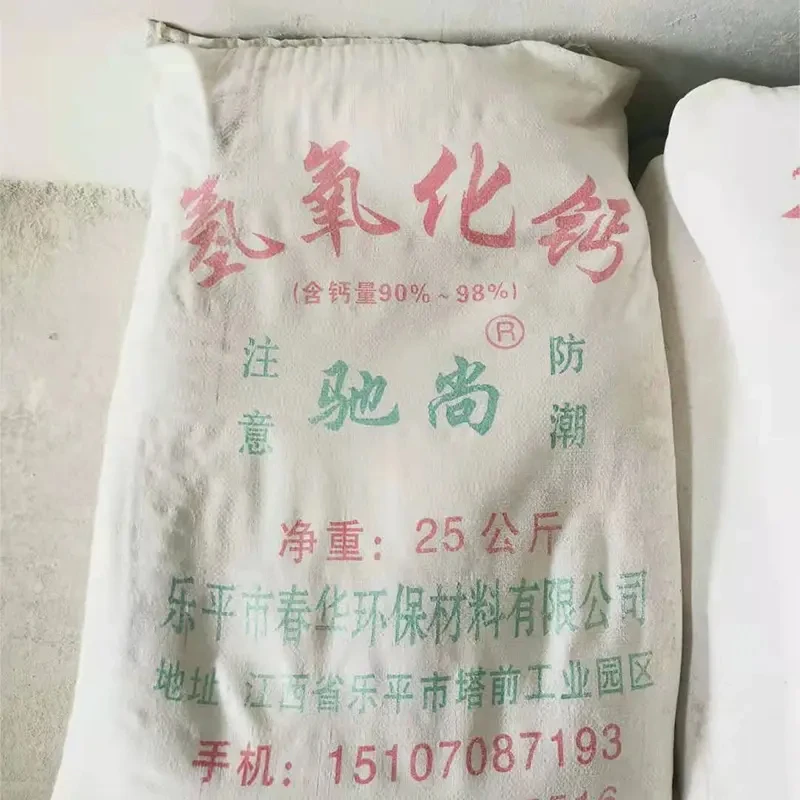 氢氧化钙
(含钙量90%~98%)
注意
驰尚®
防潮
净重：25公斤
乐平市春华环保材料有限公司
地址：江西省乐平市塔前工业园区
手机：15107087193